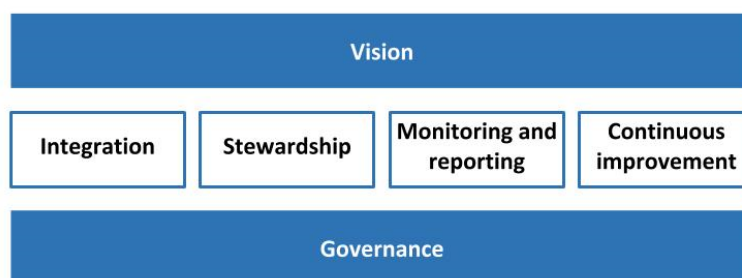 Vision
Integration
Stewardship
Monitoring and
reporting
Continuous
improvement
Governance